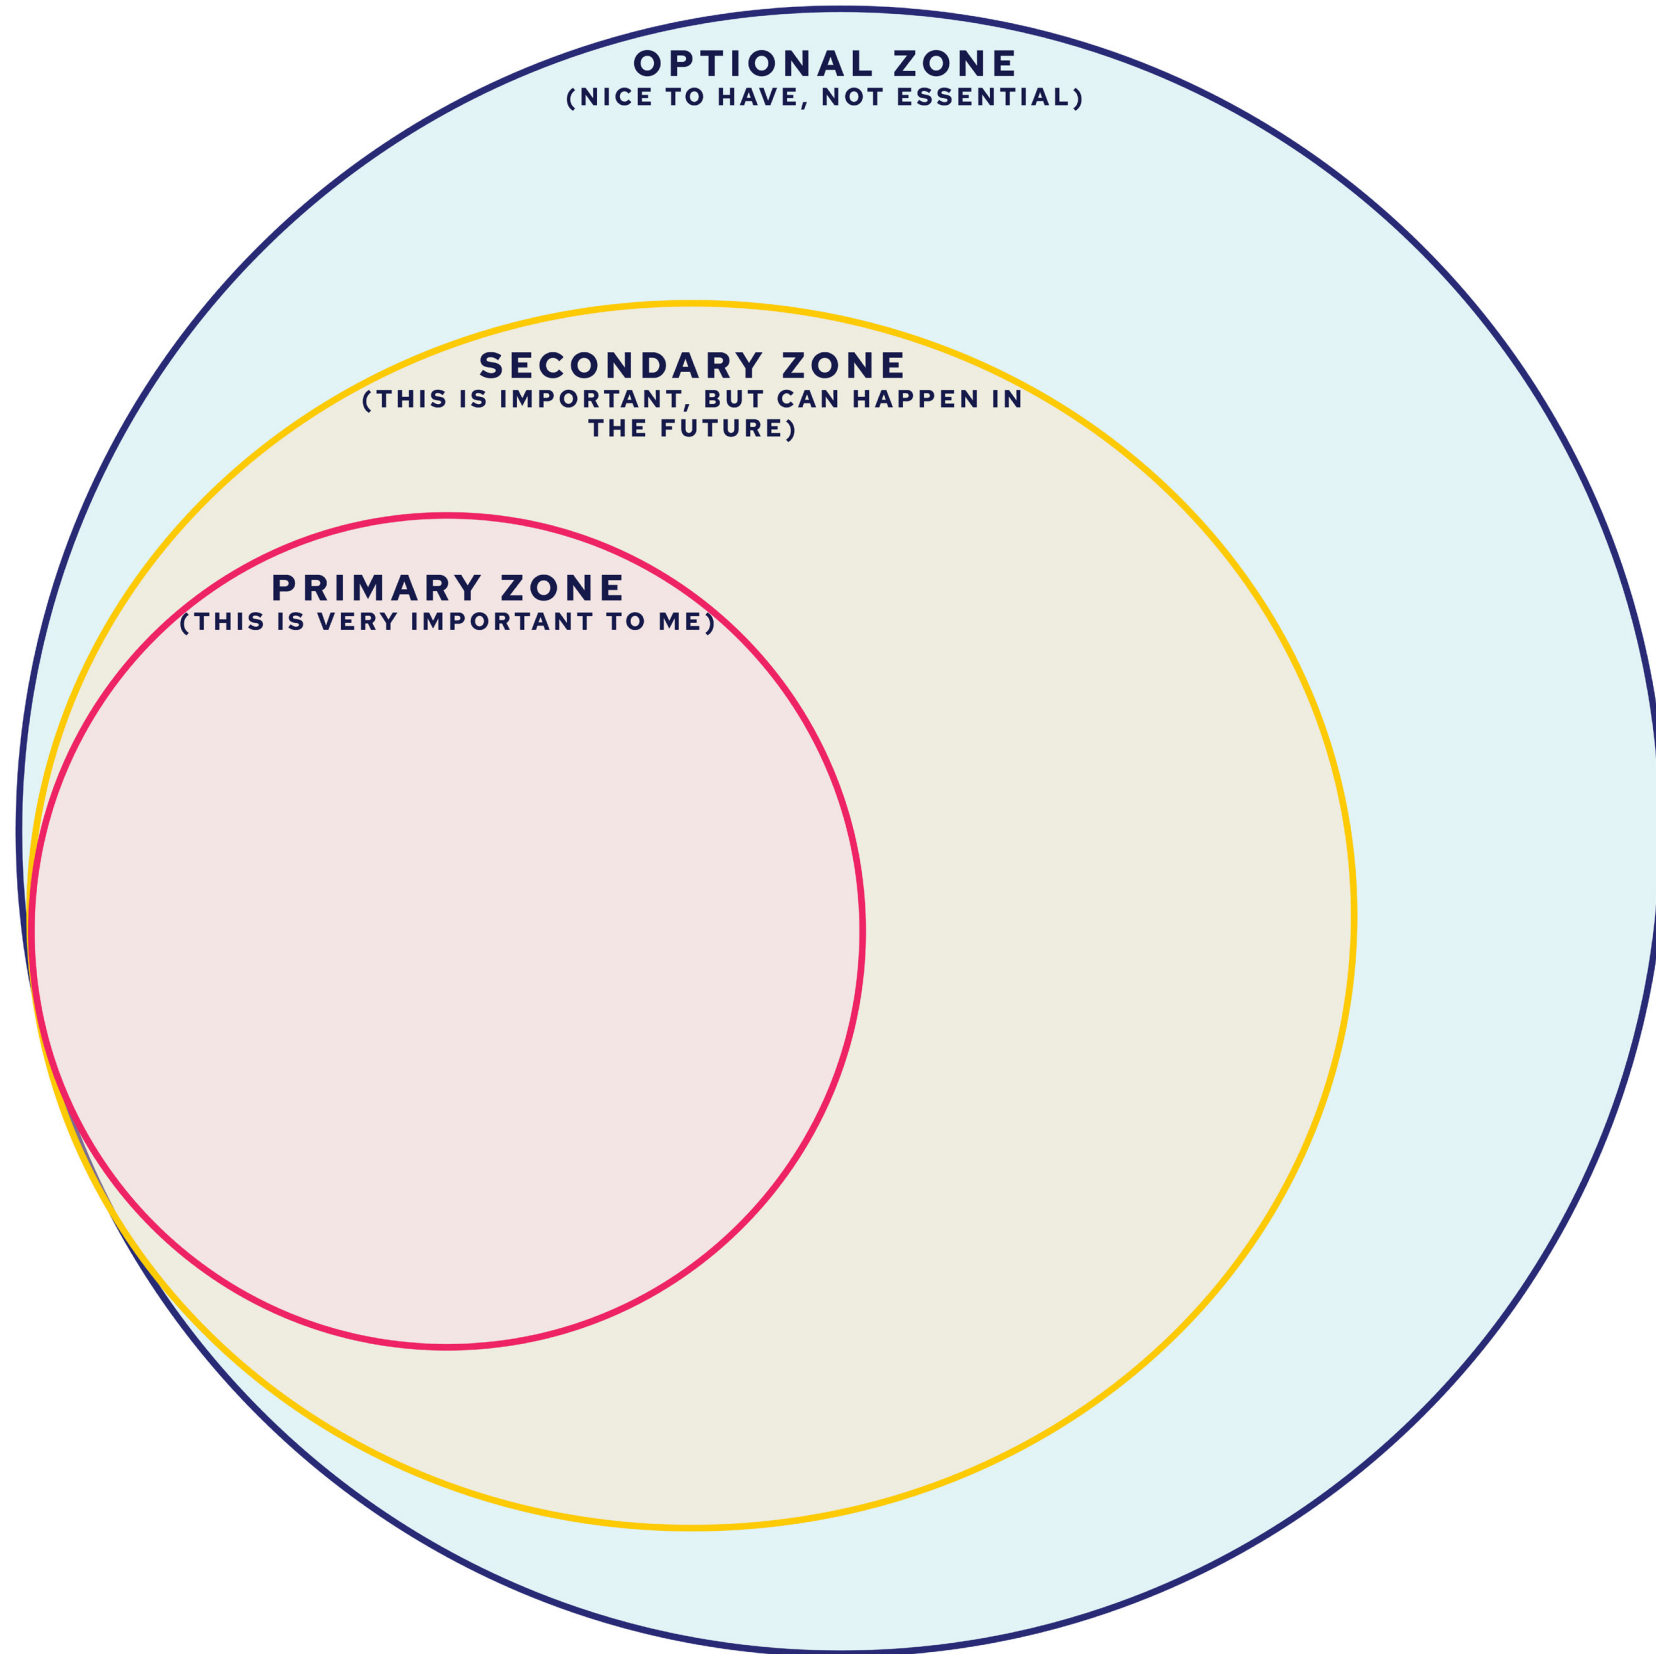 OPTIONAL ZONE
(NICE TO HAVE, NOT ESSENTIAL)
SECONDARY ZONE
(THIS IS IMPORTANT, BUT CAN HAPPEN IN
THE FUTURE)
PRIMARY ZONE
(THIS IS VERY IMPORTANT TO ME)